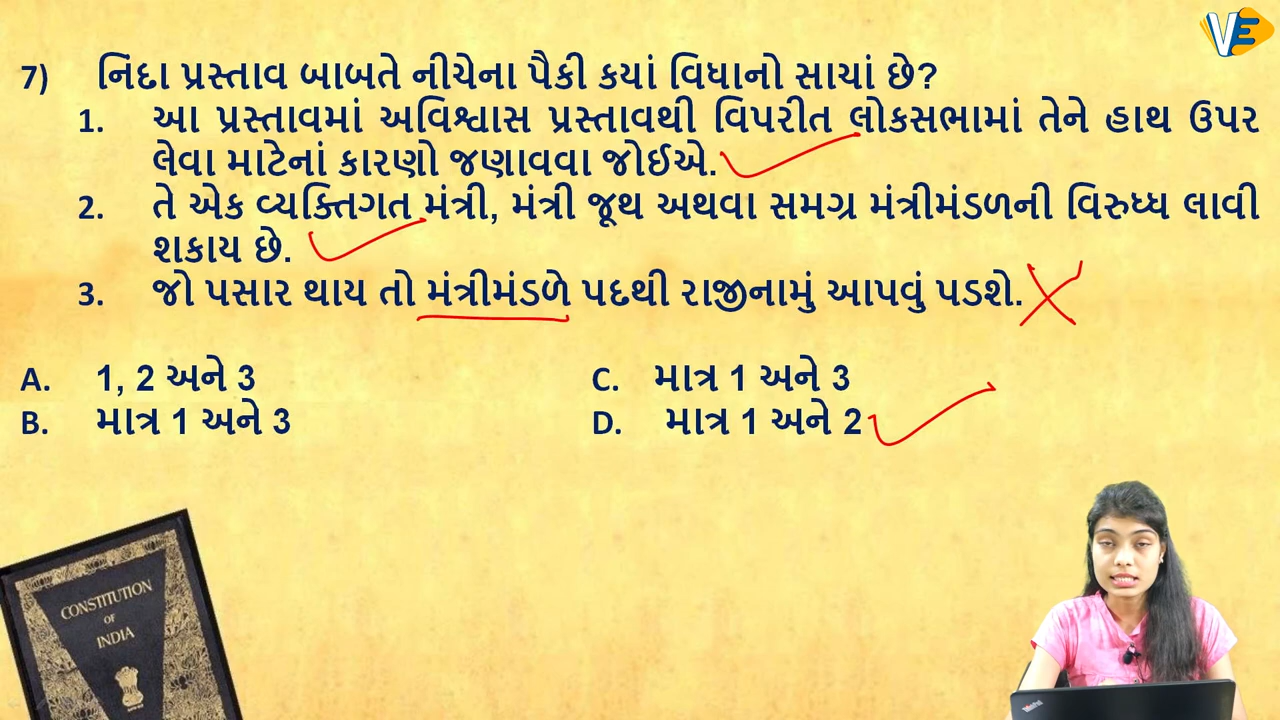 VE
7) નિંદા પ્રસ્તાવ બાબતે નીચેના પૈકી કયાં વિધાનો સાચાં છે?
1. આ પ્રસ્તાવમાં અવિશ્વાસ પ્રસ્તાવથી વિપરીત લોકસભામાં તેને હાથ ઉપર
લેવા માટેનાં કારણો જણાવવા જોઈએ.
2. તે એક વ્યક્તિગત મંત્રી, મંત્રી જૂથ અથવા સમગ્ર મંત્રીમંડળની વિરુધ્ધ લાવી
શકાય છે.
3. જો પસાર થાય તો મંત્રીમંડળે પદથી રાજીનામું આપવું પડશે.
A. 1, 2 અને 3
C. માત્ર 1 અને 3
B. માત્ર 1 અને 3
D. માત્ર 1 અને 2
CONSTITUTION
OF
INDIA
ThinkPad